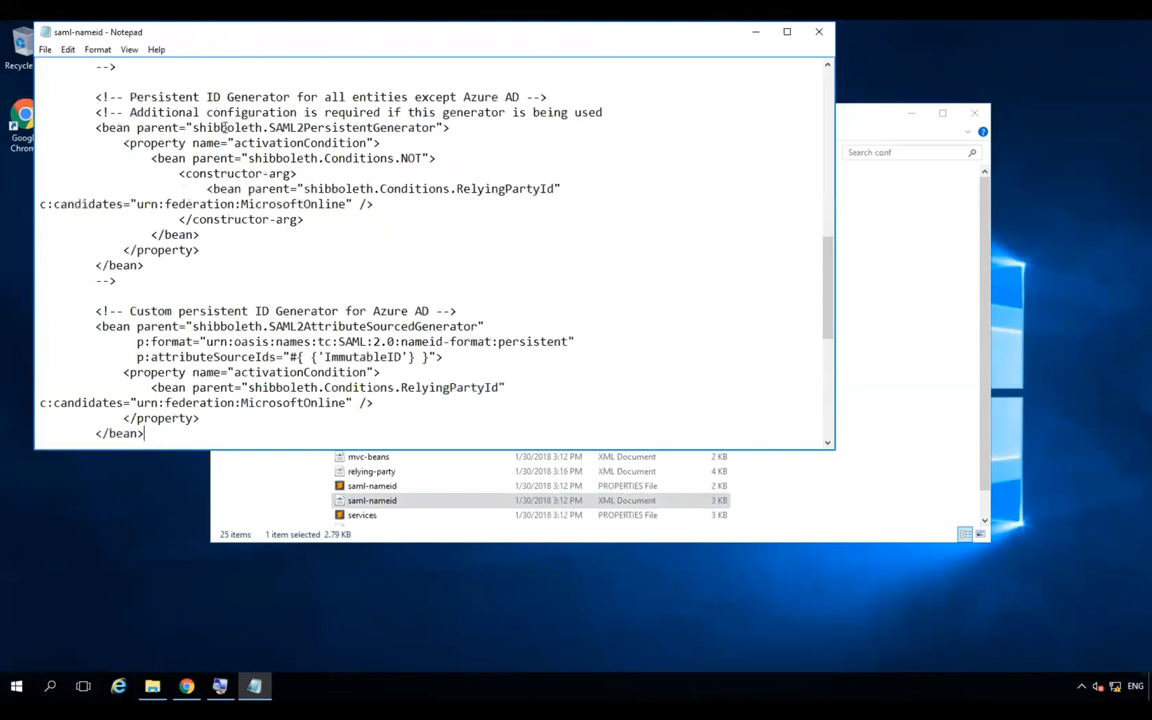 saml-nameid - Notepad
File Edit Format View Help
-->
<!-- Persistent ID Generator for all entities except Azure AD -->
<!-- Additional configuration is required if this generator is being used
<bean parent="shibboleth.SAML2PersistentGenerator">
<property name="activationCondition">
<bean parent="shibboleth.Conditions.NOT">
<constructor-arg>
<bean parent="shibboleth.Conditions.RelyingPartyId"
c:candidates="urn:federation:MicrosoftOnline" />
</constructor-arg>
</bean>
</property>
</bean>
-->
<!-- Custom persistent ID Generator for Azure AD -->
<bean parent="shibboleth.SAML2AttributeSourcedGenerator"
p:format="urn:oasis:names:tc:SAML:2.0:nameid-format:persistent"
p:attributeSourceIds="#{ {'ImmutableID'} }">
<property name="activationCondition">
<bean parent="shibboleth.Conditions.RelyingPartyId"
c:candidates="urn:federation:MicrosoftOnline" />
</property>
</bean>
Recycle
Google
Chrom
Search conf
mvc-beans 1/30/2018 3:12 PM XML Document 2 KB
relying-party 1/30/2018 3:16 PM XML Document 4 KB
saml-nameid 1/30/2018 3:12 PM PROPERTIES File 2 KB
saml-nameid 1/30/2018 3:12 PM XML Document 3 KB
services 1/30/2018 3:12 PM PROPERTIES File 3 KB
25 items 1 item selected 2.79 KB
ENG